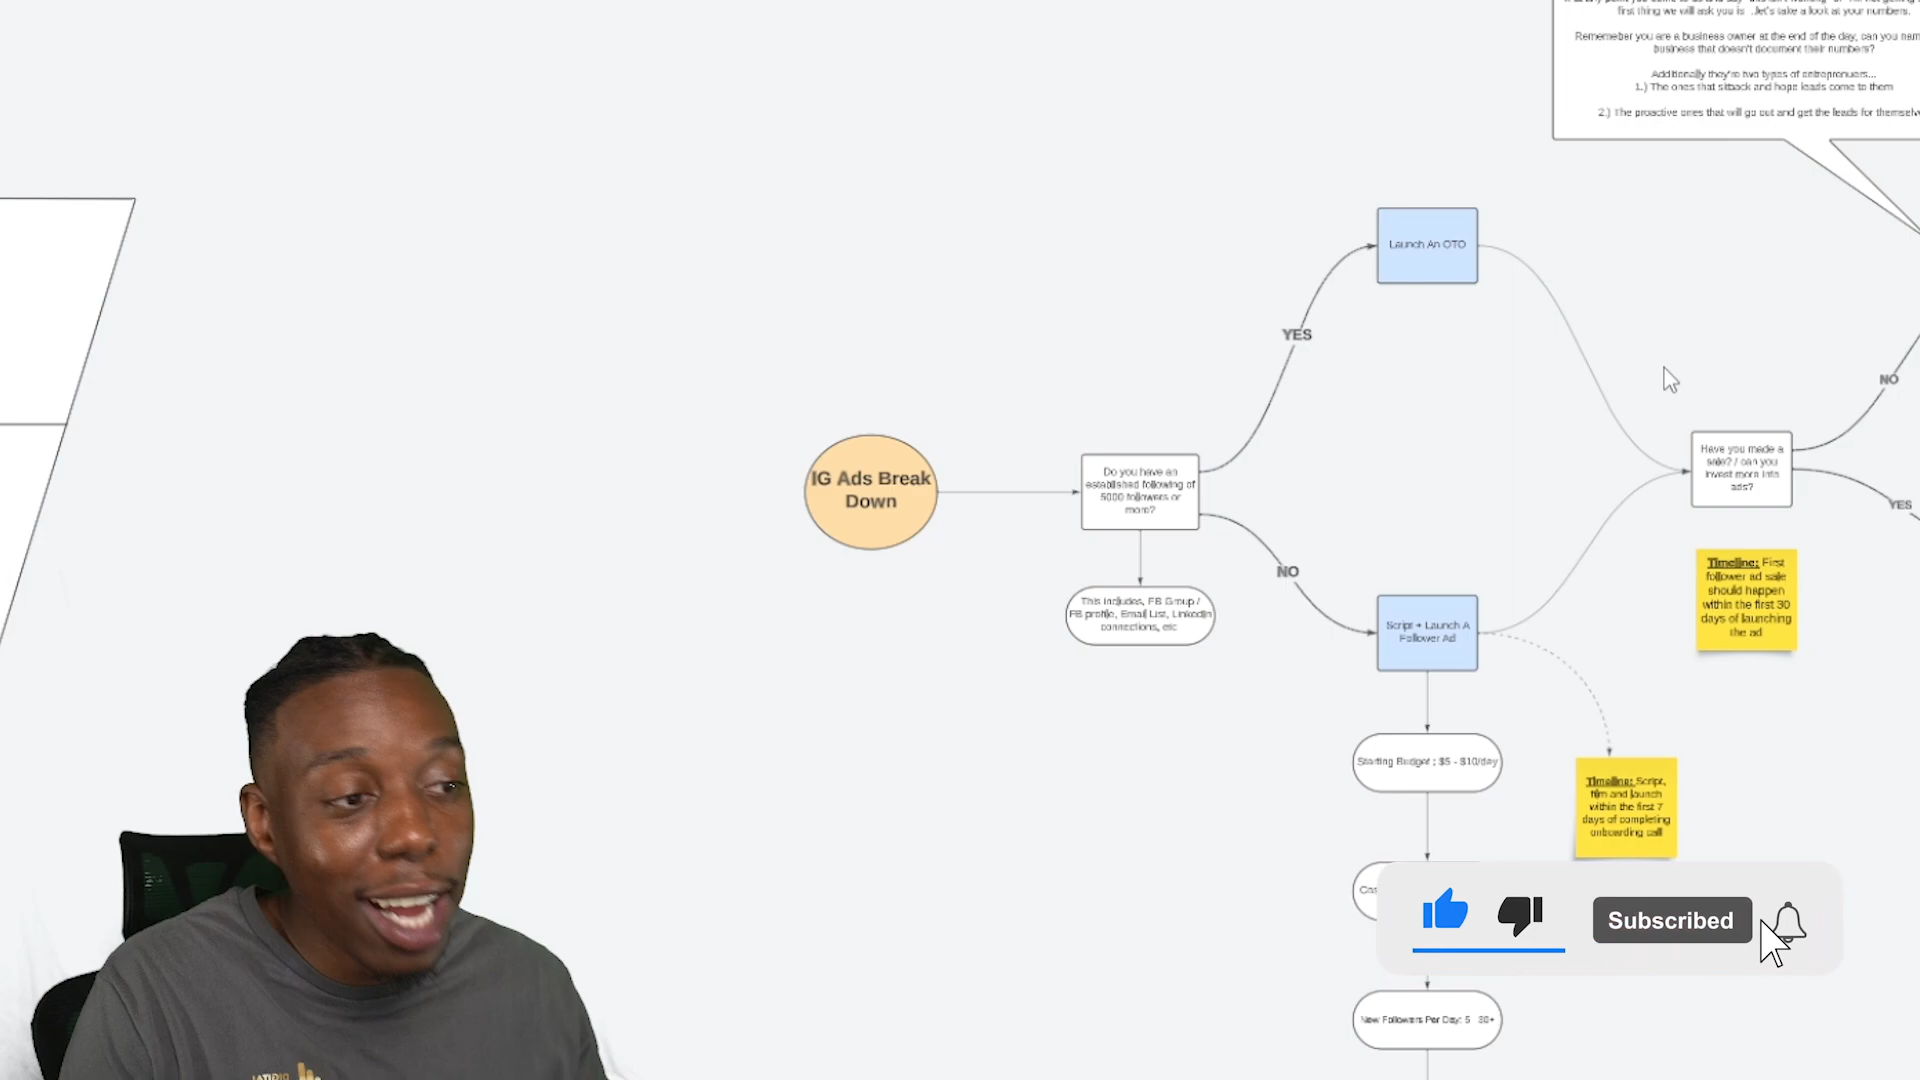 first thing we will ask you is ..let's take a look at your numbers.
Rememeber you are a business owner at the end of the day, can you nam
business that doesn't document their numbers?
Additionally they're two types of entreprenuers...
1.) The ones that sitback and hope leads come to them
2.) The proactive ones that will go out and get the leads for themselv
Launch An OTO
YES
NO
IG Ads Break
Down
Do you have an
established following of
5000 followers or
more?
Have you made a
sale? / can you
invest more into
ads?
YES
NO
This includes, FB Group /
FB profile, Email List, LinkedIn
connections, etc
Script + Launch A
Follower Ad
Timeline: First
follower ad sale
should happen
within the first 30
days of launching
the ad
Starting Budget ; $5 - $10/day
Timeline: Script,
film and launch
within the first 7
days of completing
onboarding call
Cos
Subscribed
New Followers Per Day: 5 30+